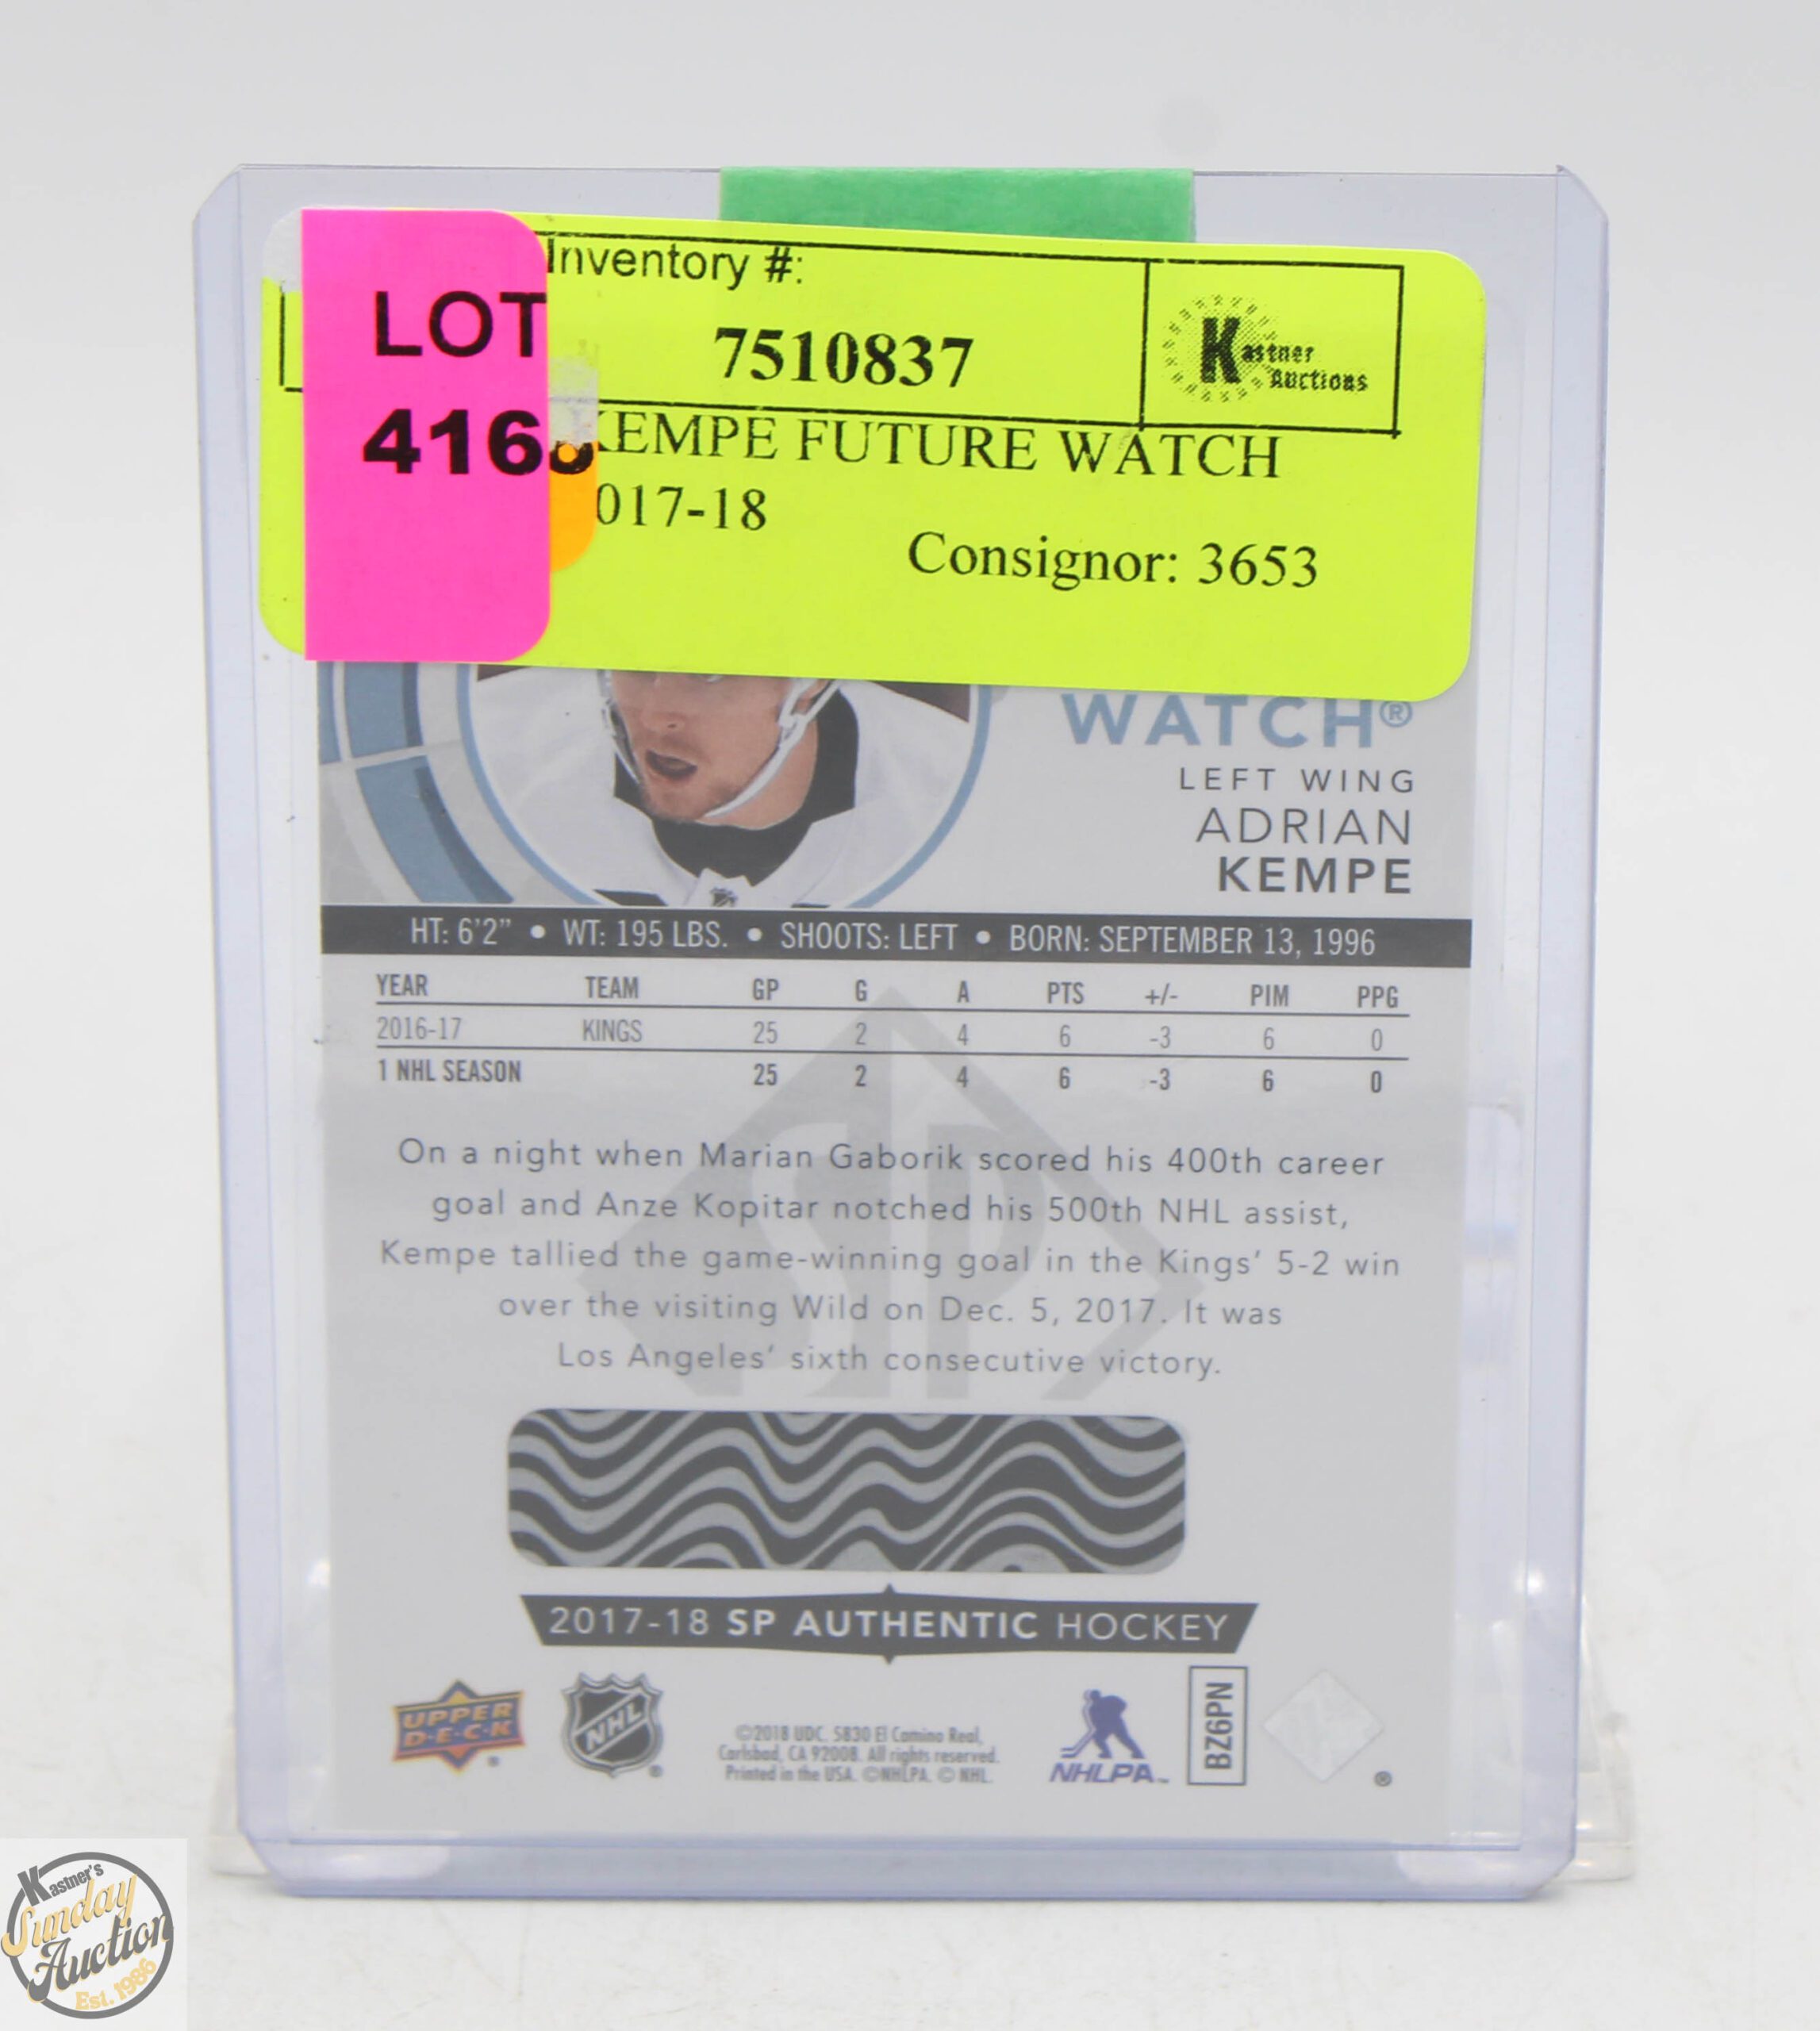 Inventory #:
7510837
Kastner
Auctions
LOT
416
KEMPE FUTURE WATCH
017-18
Consignor: 3653
WATCH®
LEFT WING
ADRIAN
KEMPE
HT: 6'2" • WT: 195 LBS. • SHOOTS: LEFT • BORN: SEPTEMBER 13, 1996
YEAR TEAM GP G A PTS +/- PIM PPG
2016-17 KINGS 25 2 4 6 -3 6 0
1 NHL SEASON 25 2 4 6 -3 6 0
On a night when Marian Gaborik scored his 400th career
goal and Anze Kopitar notched his 500th NHL assist,
Kempe tallied the game-winning goal in the Kings' 5-2 win
over the visiting Wild on Dec. 5, 2017. It was
Los Angeles' sixth consecutive victory.
SP
2017-18 SP AUTHENTIC HOCKEY
UPPER
D·E·C·K
®
NHL
®
©2018 UDC. 5830 El Camino Real,
Carlsbad, CA 92008. All rights reserved.
Printed in the USA. ©NHLPA. © NHL.
NHLPA™
BZ6PN
®
Kastner's
Sunday
Auction
Est. 1986